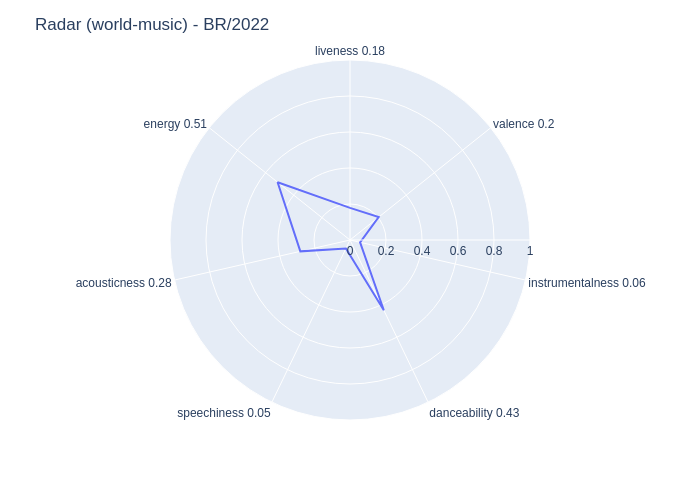 Radar (world-music) - BR/2022
liveness 0.18
energy 0.51
valence 0.2
0 0.2 0.4 0.6 0.8 1
acousticness 0.28
instrumentalness 0.06
speechiness 0.05
danceability 0.43